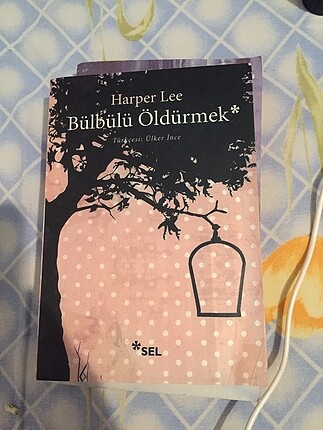 Harper Lee
Bülbülü Öldürmek*
Türkçesi: Ülker İnce
*SEL